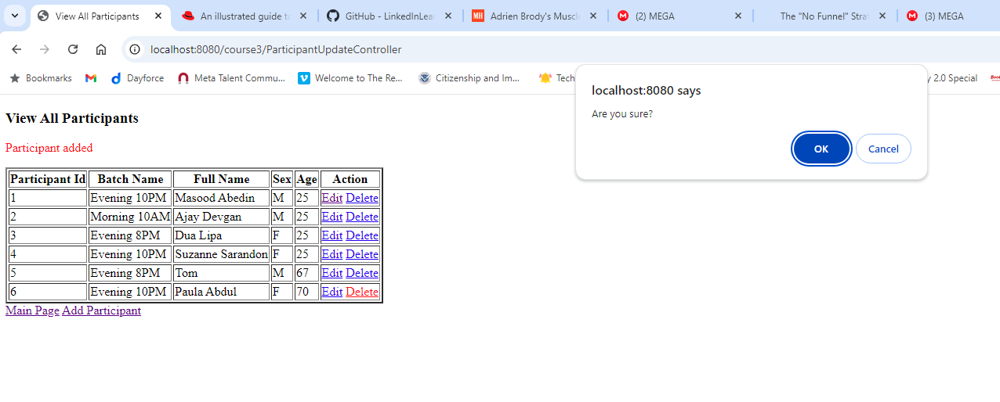 View All Participants
An illustrated guide to
GitHub - LinkedInLea
Adrien Brody's Muscl
(2) MEGA
The "No Funnel" Strat
(3) MEGA
localhost:8080/course3/ParticipantUpdateController
Bookmarks Dayforce Meta Talent Commu... Welcome to The Re... Citizenship and Im... Tech y 2.0 Special
localhost:8080 says
Are you sure?
OK Cancel
View All Participants
Participant added
Participant Id Batch Name Full Name Sex Age Action
1 Evening 10PM Masood Abedin M 25 Edit Delete
2 Morning 10AM Ajay Devgan M 25 Edit Delete
3 Evening 8PM Dua Lipa F 25 Edit Delete
4 Evening 10PM Suzanne Sarandon F 25 Edit Delete
5 Evening 8PM Tom M 67 Edit Delete
6 Evening 10PM Paula Abdul F 70 Edit Delete
Main Page Add Participant